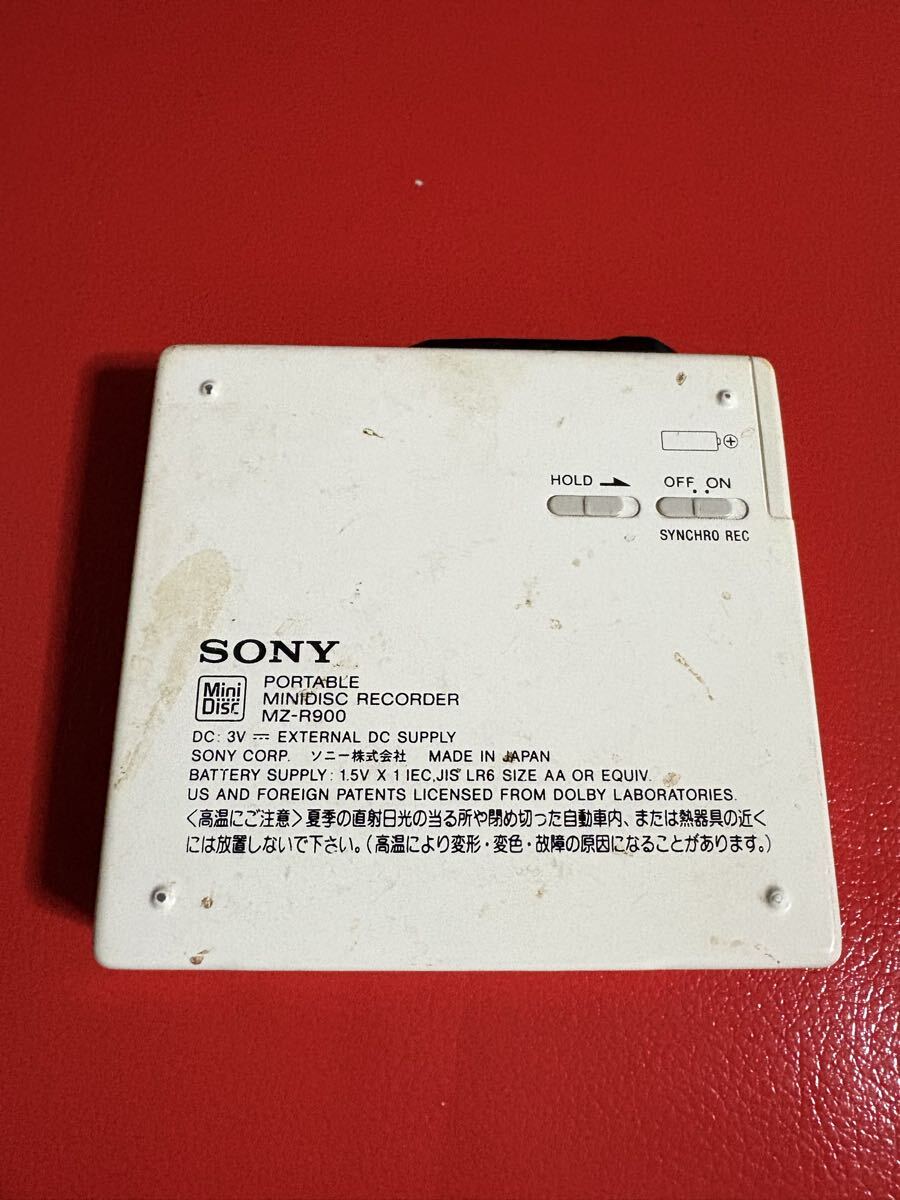 HOLD
OFF ON
SYNCHRO REC
SONY
Mini Disc
PORTABLE
MINIDISC RECORDER
MZ-R900
DC: 3V ⎓ EXTERNAL DC SUPPLY
SONY CORP. ソニー株式会社 MADE IN JAPAN
BATTERY SUPPLY: 1.5V X 1 IEC,JIS LR6 SIZE AA OR EQUIV.
US AND FOREIGN PATENTS LICENSED FROM DOLBY LABORATORIES.
〈高温にご注意〉夏季の直射日光の当る所や閉め切った自動車内、または熱器具の近く
には放置しないで下さい。(高温により変形・変色・故障の原因になることがあります。)